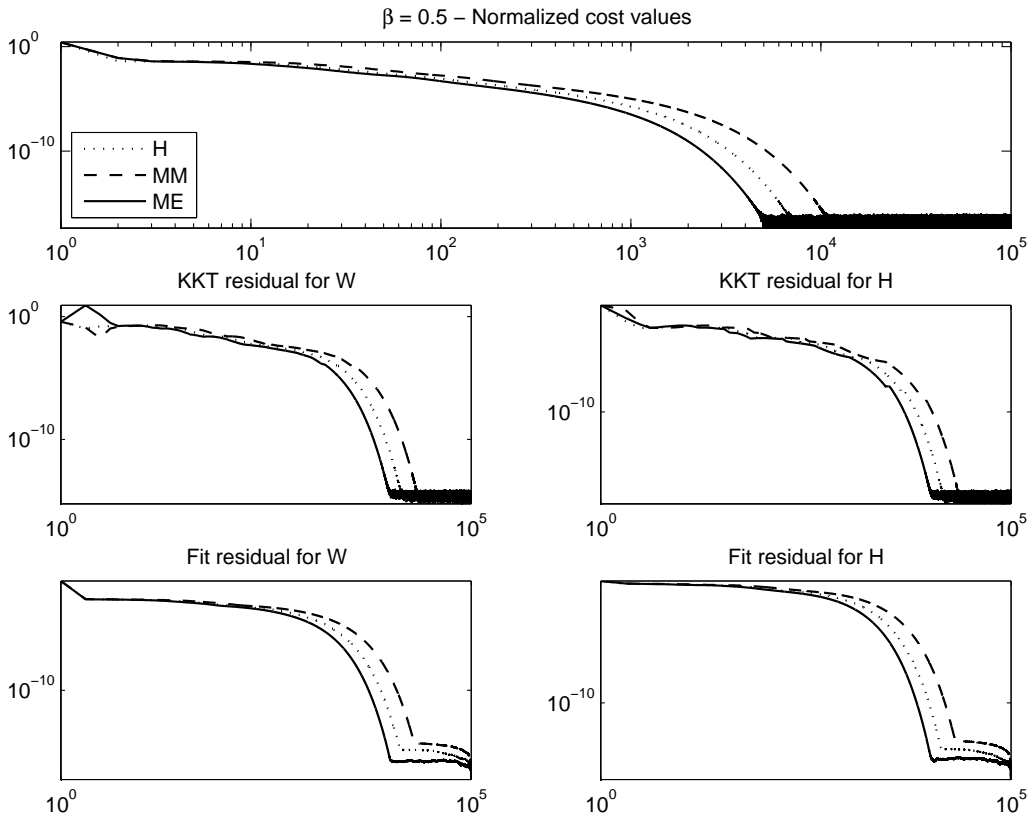 β = 0.5 – Normalized cost values
10^0
10^−10
H
MM
ME
10^0 10^1 10^2 10^3 10^4 10^5
KKT residual for W
10^0
10^−10
10^0 10^5
KKT residual for H
10^−10
10^0 10^5
Fit residual for W
10^−10
10^0 10^5
Fit residual for H
10^−10
10^0 10^5